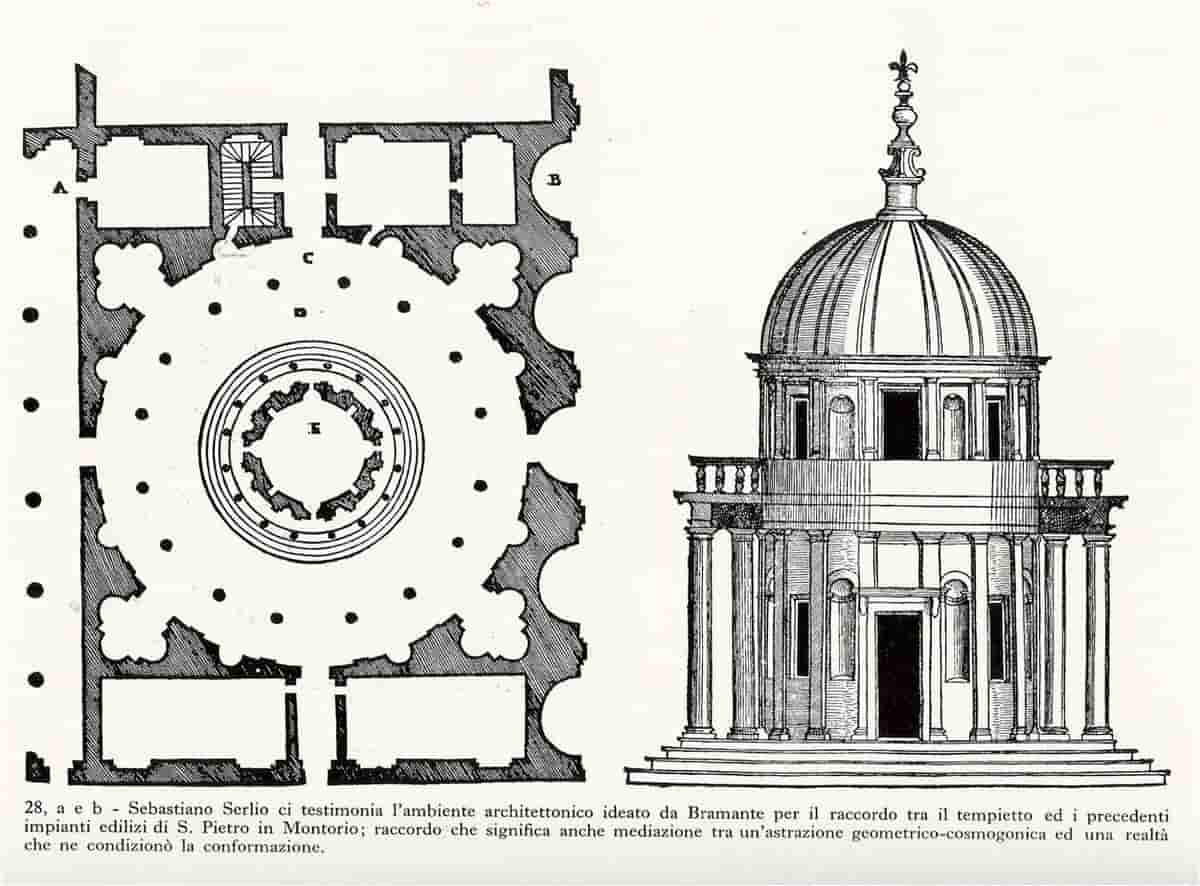 A
B
C
D
E
28, a e b - Sebastiano Serlio ci testimonia l'ambiente architettonico ideato da Bramante per il raccordo tra il tempietto ed i precedenti
impianti edilizi di S. Pietro in Montorio; raccordo che significa anche mediazione tra un'astrazione geometrico-cosmogonica ed una realtà
che ne condizionò la conformazione.